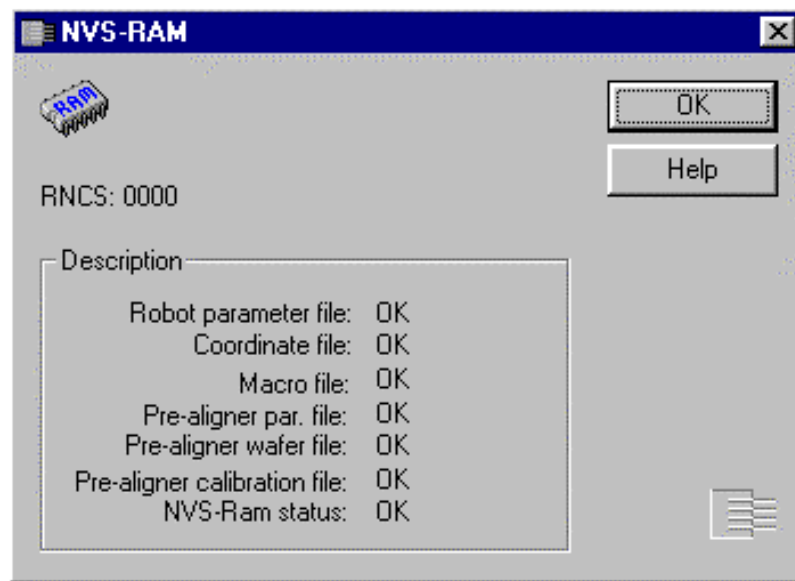 NVS-RAM
RAM
OK
Help
RNCS: 0000
Description
Robot parameter file: OK
Coordinate file: OK
Macro file: OK
Pre-aligner par. file: OK
Pre-aligner wafer file: OK
Pre-aligner calibration file: OK
NVS-Ram status: OK